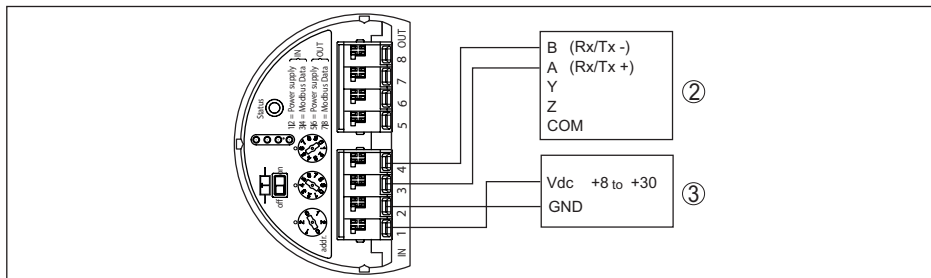 Status
1|2 = Power supply
3|4 = Modbus Data
IN
5|6 = Power supply
7|8 = Modbus Data
OUT
on
off
addr.
OUT
8
7
6
5
4
3
2
1
IN
B (Rx/Tx -)
A (Rx/Tx +)
Y
Z
COM
②
Vdc +8 to +30
GND
③